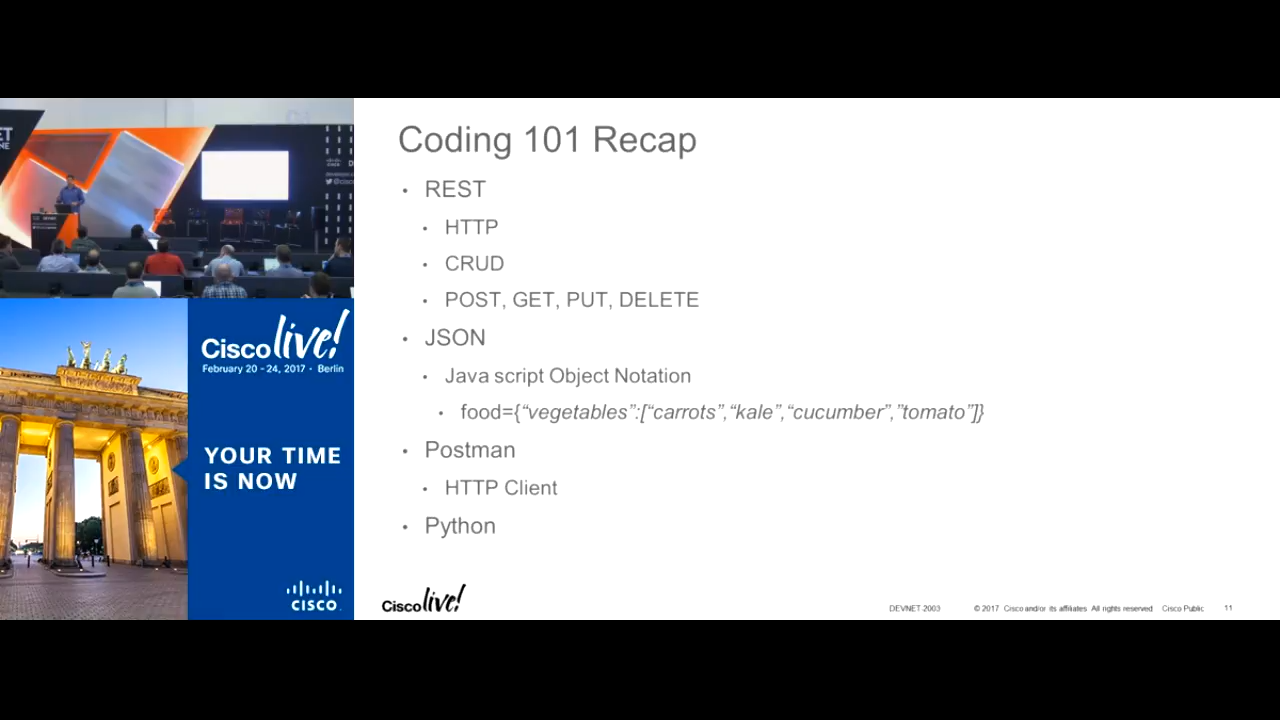 Coding 101 Recap
• REST
• HTTP
• CRUD
• POST, GET, PUT, DELETE
• JSON
• Java script Object Notation
• food={“vegetables”:[“carrots”,“kale”,“cucumber”,”tomato”]}
• Postman
• HTTP Client
• Python
Cisco live!
February 20 - 24, 2017 · Berlin
YOUR TIME
IS NOW
CISCO
Cisco live!
DEVNET-2003 © 2017 Cisco and/or its affiliates All rights reserved Cisco Public 11